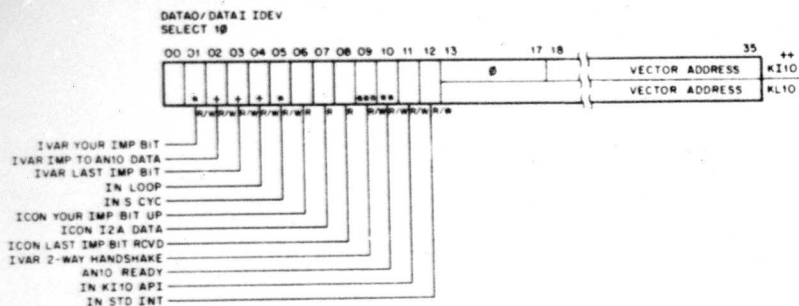 DATAO/DATAI IDEV
SELECT 10
00 01 02 03 04 05 06 07 08 09 10 11 12 13 17 18 35 ++
0 VECTOR ADDRESS KI10
* + + + * *** ** VECTOR ADDRESS KL10
R/W R/W R/W R/W R/W R R R R/W R/W R/W R/W
IVAR YOUR IMP BIT
IVAR IMP TO AN10 DATA
IVAR LAST IMP BIT
IN LOOP
IN S CYC
ICON YOUR IMP BIT UP
ICON I2A DATA
ICON LAST IMP BIT RCVD
IVAR 2-WAY HANDSHAKE
AN10 READY
IN KI10 API
IN STD INT